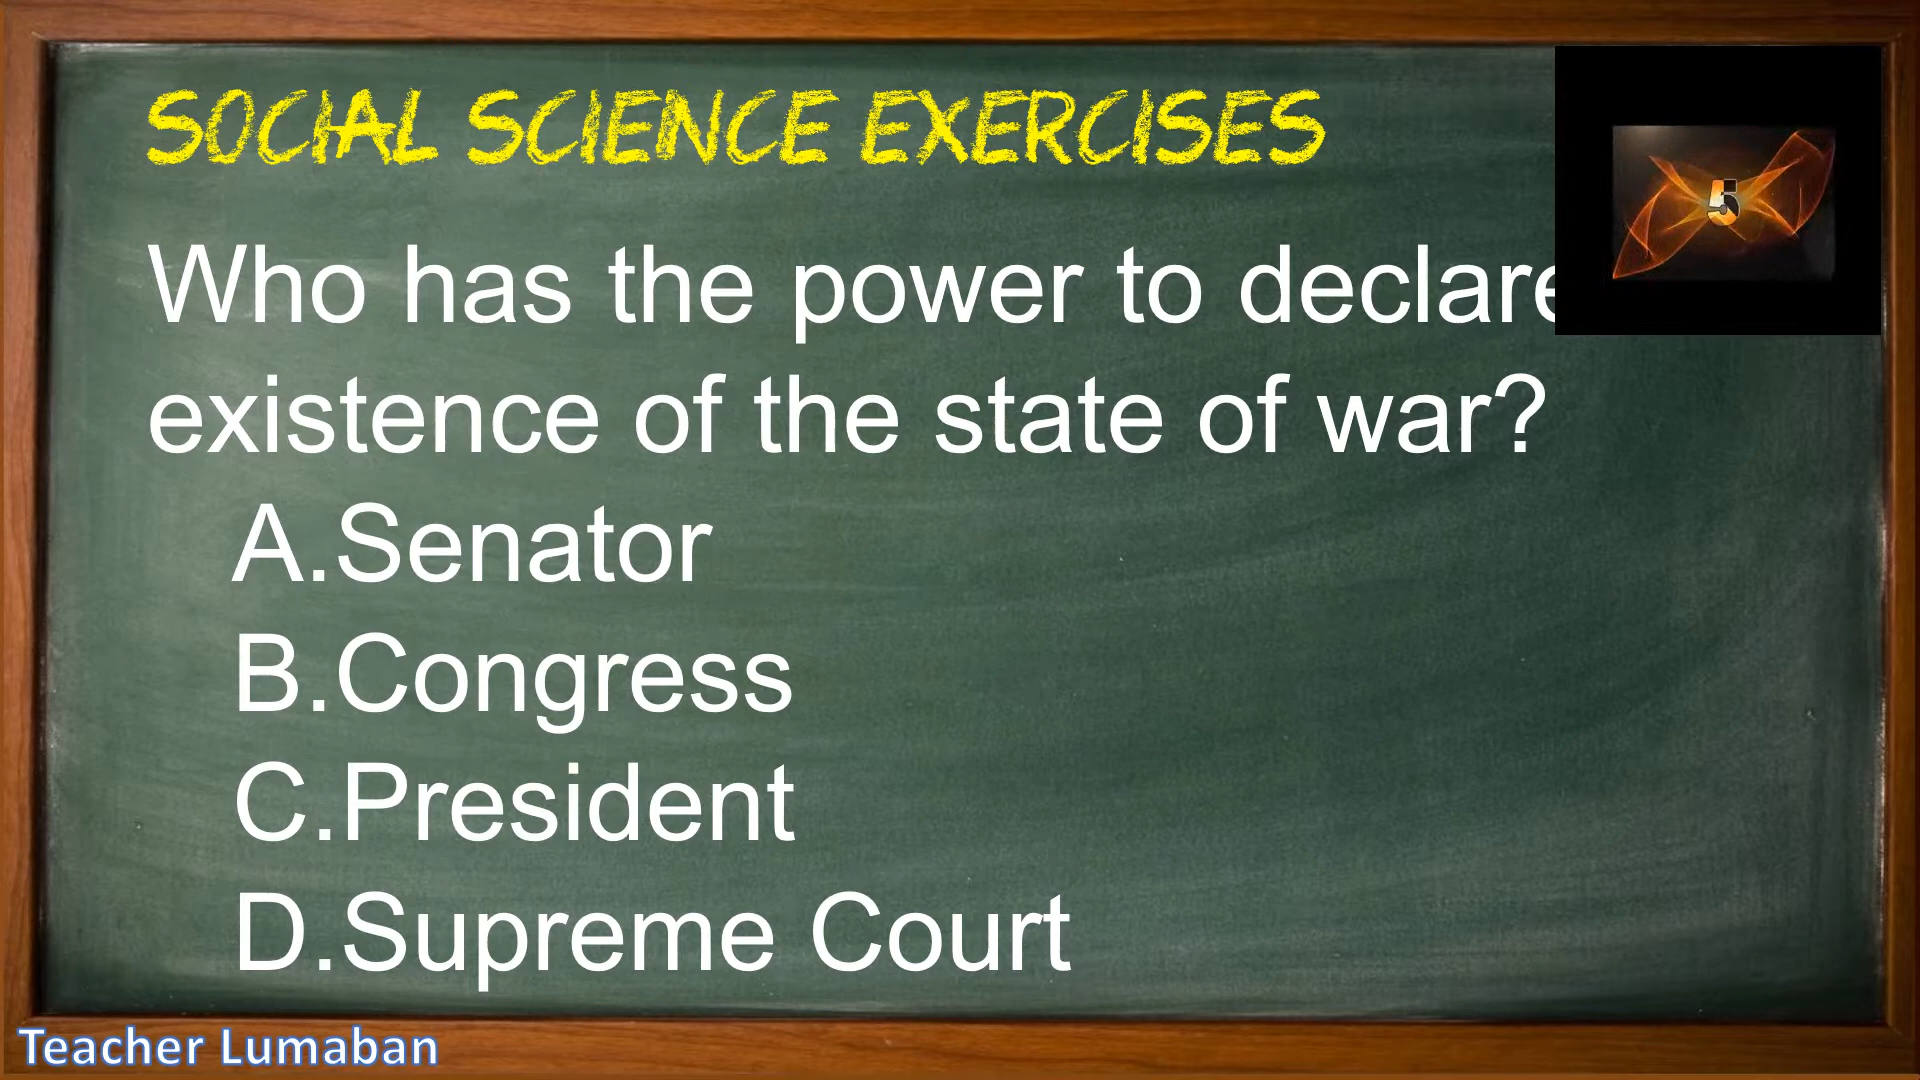 SOCIAL SCIENCE EXERCISES
5
Who has the power to declare
existence of the state of war?
A.Senator
B.Congress
C.President
D.Supreme Court
Teacher Lumaban